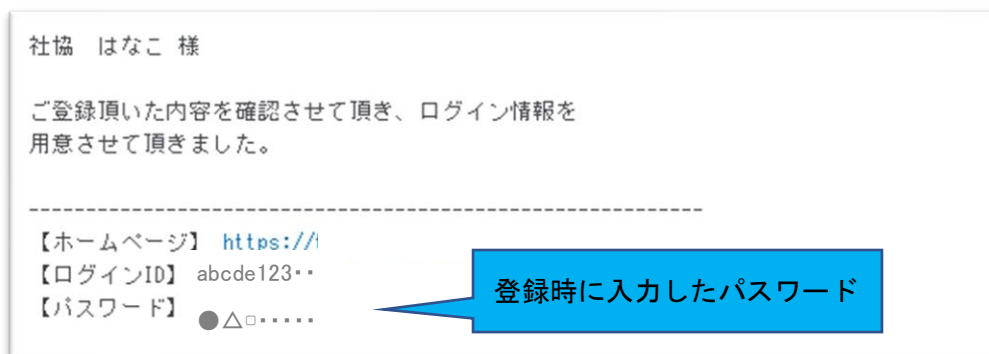 社協　はなこ 様
ご登録頂いた内容を確認させて頂き、ログイン情報を
用意させて頂きました。
-----------------------------------------------------------
【ホームページ】 https://
【ログインID】 abcde123・・
【パスワード】 ●△□・・・・・
登録時に入力したパスワード